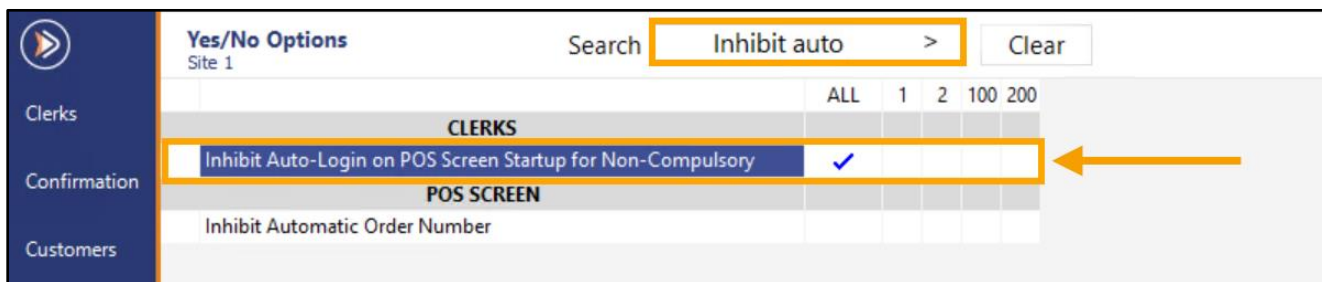 Yes/No Options
Site 1
Search Inhibit auto > Clear
ALL 1 2 100 200
Clerks
CLERKS
Inhibit Auto-Login on POS Screen Startup for Non-Compulsory
Confirmation
POS SCREEN
Inhibit Automatic Order Number
Customers